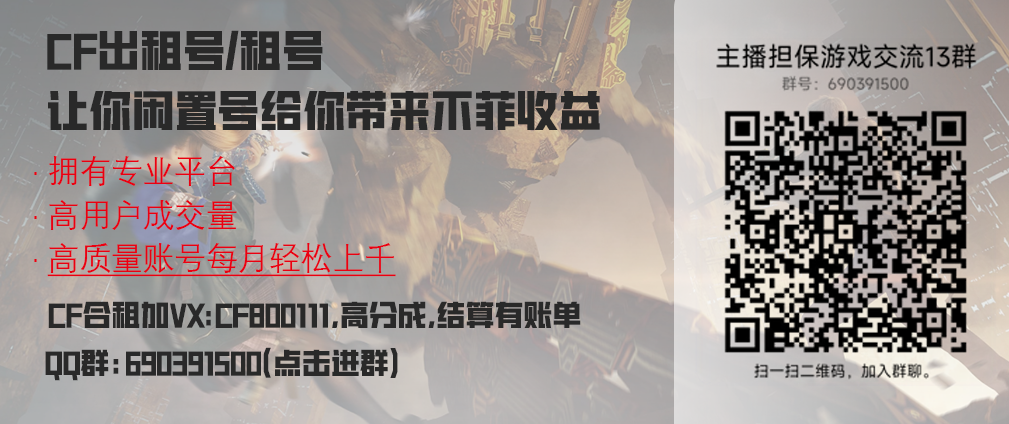 CF出租号/租号
让你闲置号给你带来不菲收益
· 拥有专业平台
· 高用户成交量
· 高质量账号每月轻松上千
CF合租加VX:CF800111,高分成,结算有账单
QQ群:690391500(点击进群)
主播担保游戏交流13群
群号：690391500
扫一扫二维码，加入群聊。